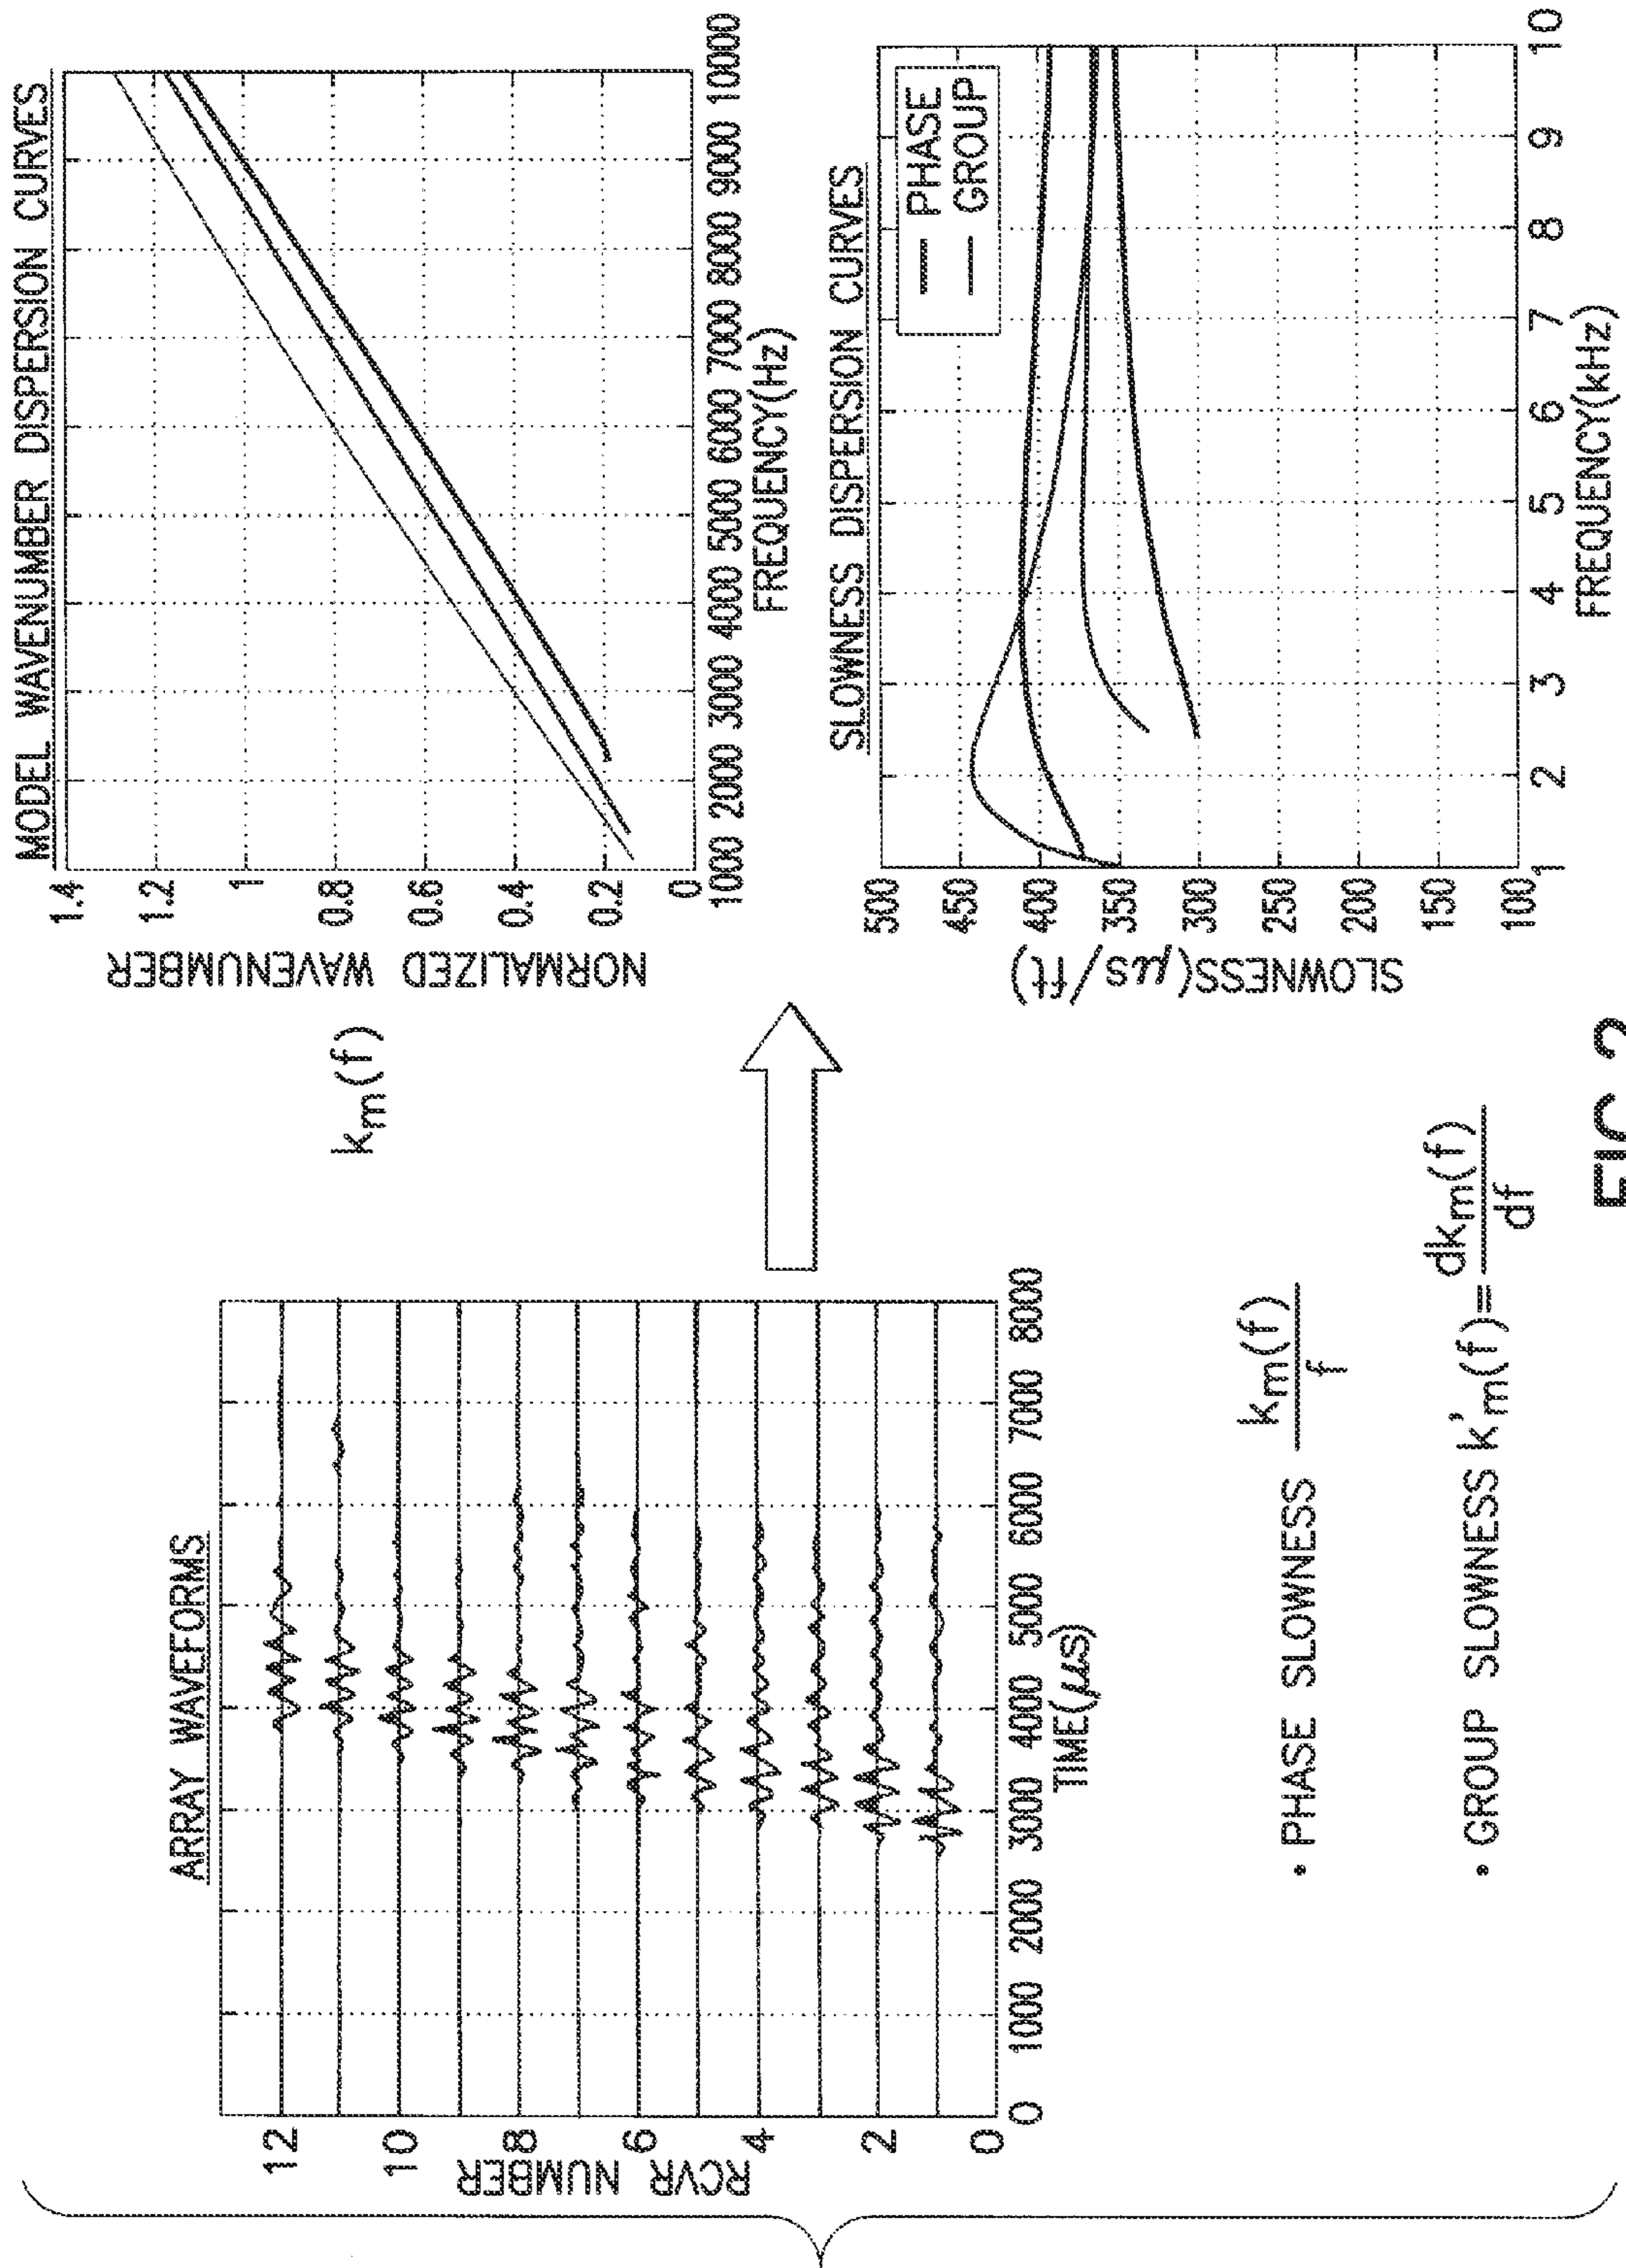 ARRAY WAVEFORMS
RCVR NUMBER
12
10
8
6
4
2
0
0 1000 2000 3000 4000 5000 6000 7000 8000
TIME(μs)
• PHASE SLOWNESS km(f)/f
• GROUP SLOWNESS k'm(f)=dkm(f)/df
km(f)
MODEL WAVENUMBER DISPERSION CURVES
NORMALIZED WAVENUMBER
1.4
1.2
1
0.8
0.6
0.4
0.2
0
1000 2000 3000 4000 5000 6000 7000 8000 9000 10000
FREQUENCY(Hz)
SLOWNESS DISPERSION CURVES
SLOWNESS(μs/ft)
500
450
400
350
300
250
200
150
100
PHASE
GROUP
1 2 3 4 5 6 7 8 9 10
FREQUENCY(kHz)